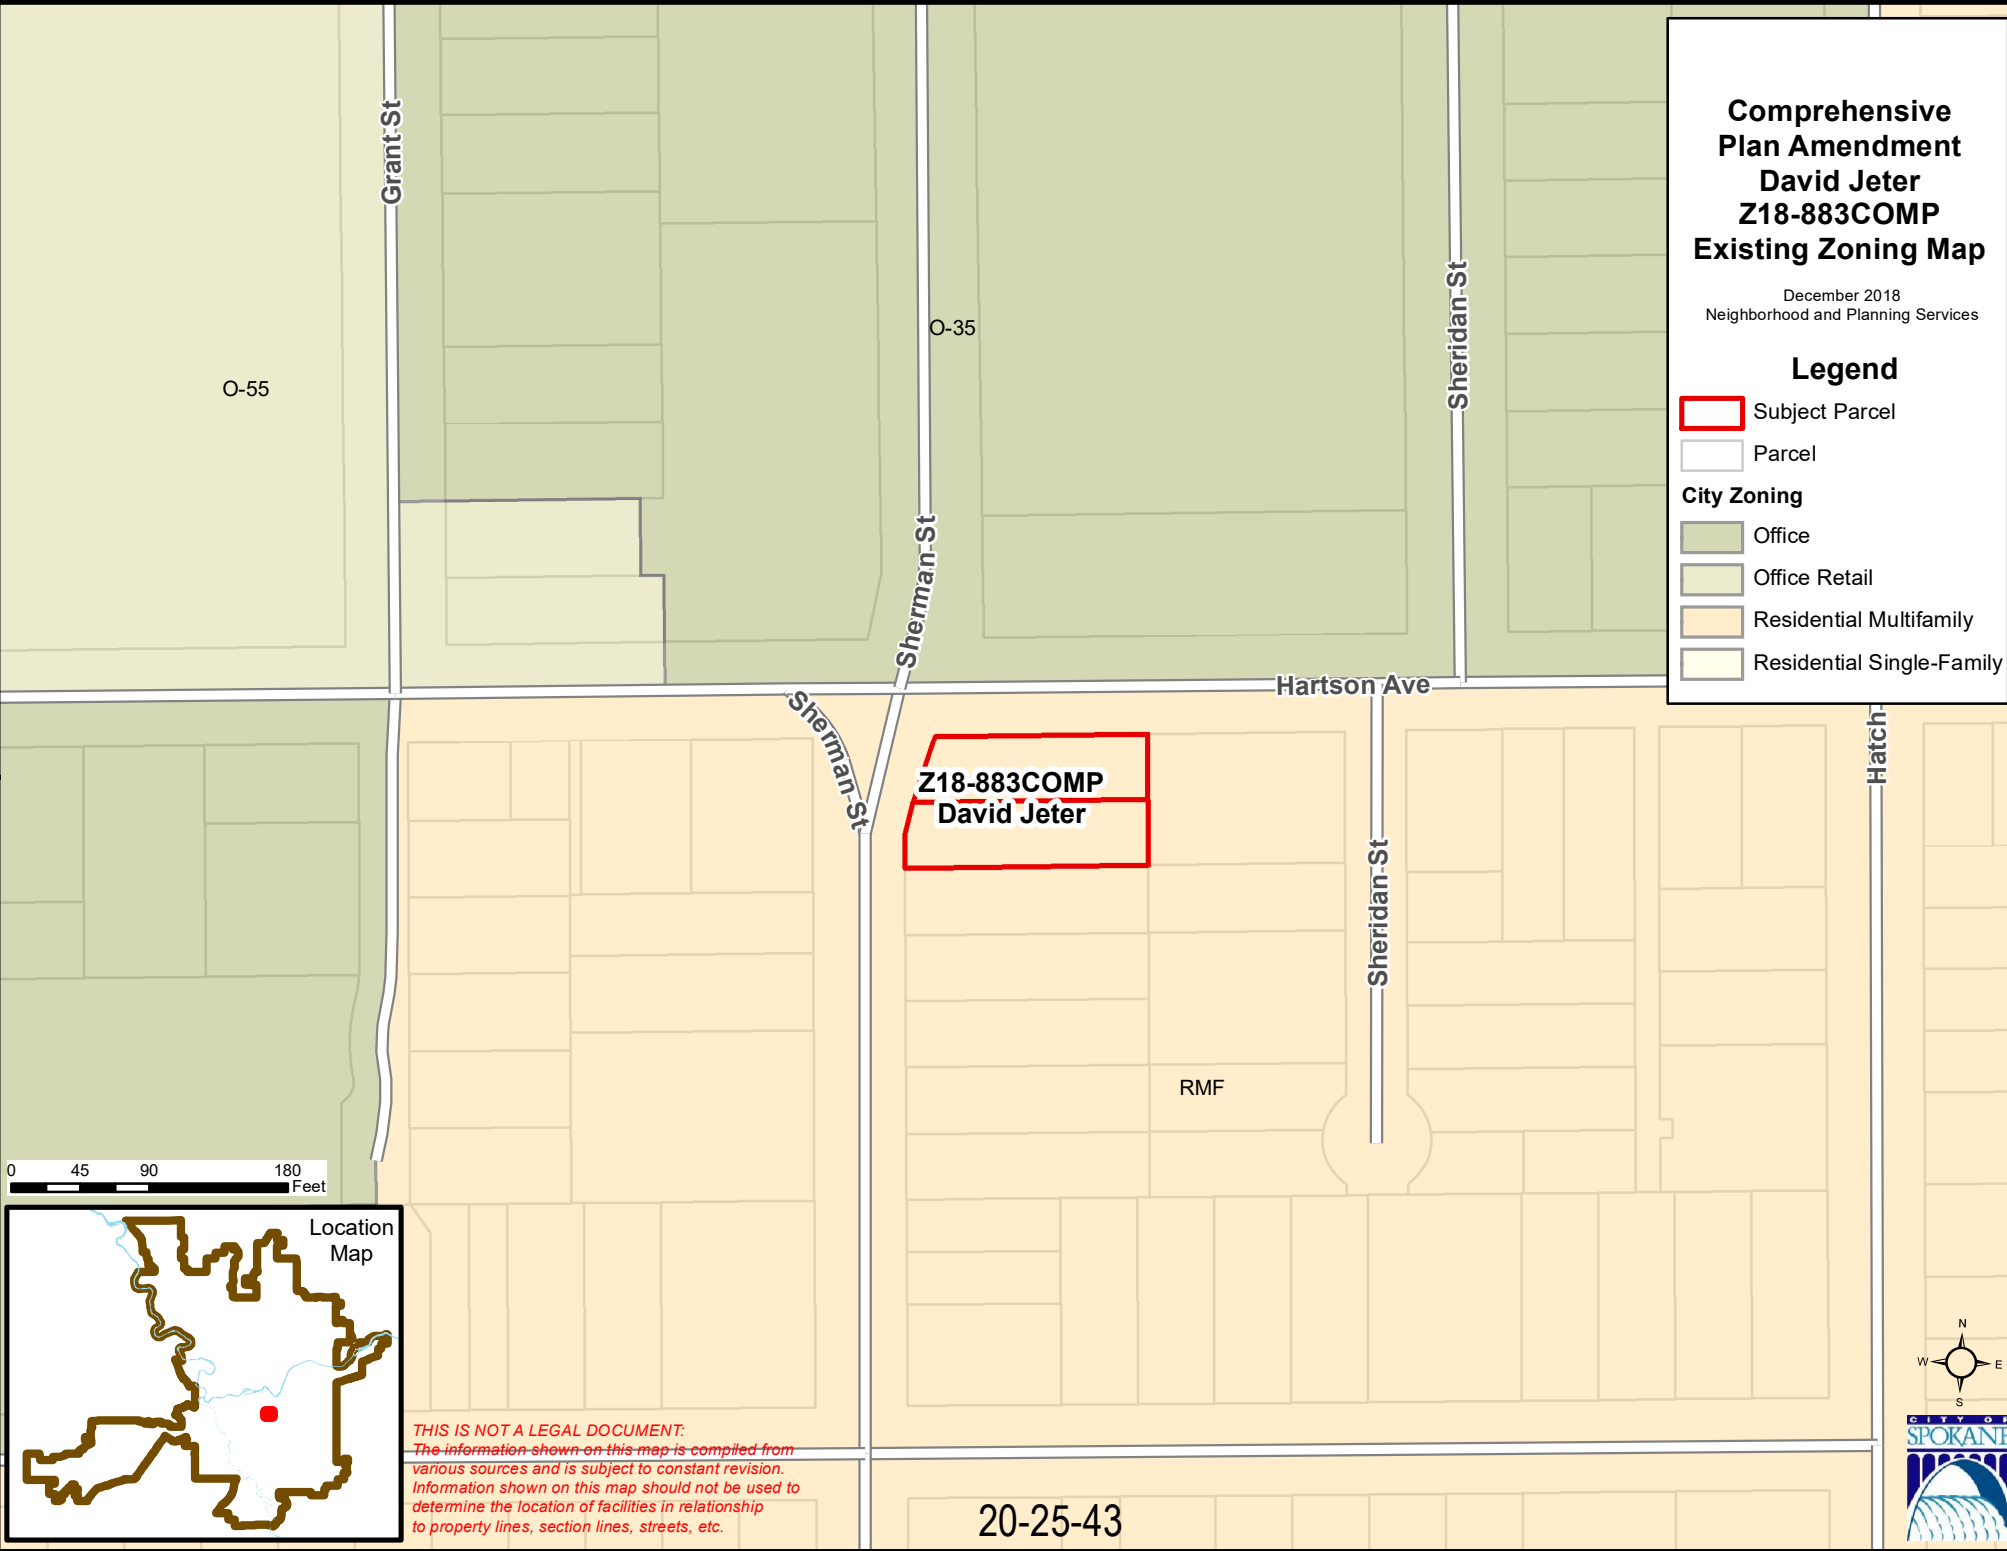 Comprehensive
Plan Amendment
David Jeter
Z18-883COMP
Existing Zoning Map
December 2018
Neighborhood and Planning Services
Legend
Subject Parcel
Parcel
City Zoning
Office
Office Retail
Residential Multifamily
Residential Single-Family
Grant St
Sherman St
Sheridan St
O-35
O-55
Hartson Ave
Sherman St
Z18-883COMP
David Jeter
Sheridan St
Hatch
RMF
0 45 90 180
Feet
Location
Map
THIS IS NOT A LEGAL DOCUMENT:
The information shown on this map is compiled from
various sources and is subject to constant revision.
Information shown on this map should not be used to
determine the location of facilities in relationship
to property lines, section lines, streets, etc.
20-25-43
N
W E
S
CITY OF
SPOKANE